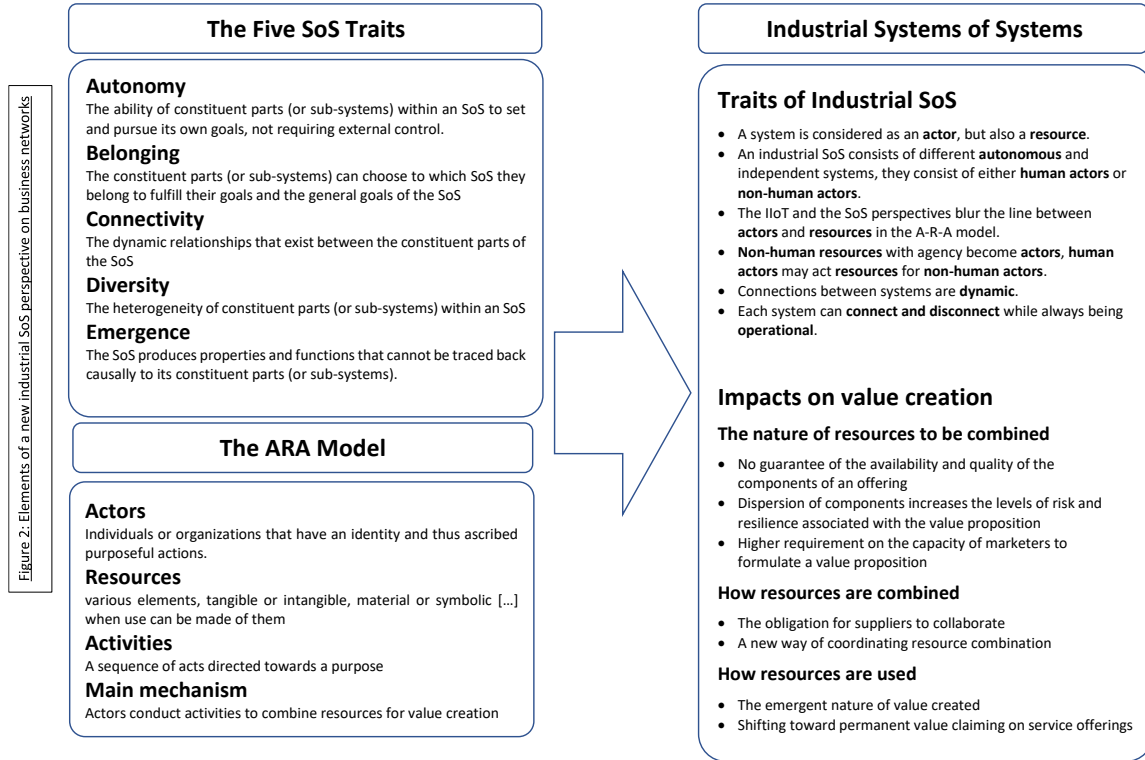 Figure 2: Elements of a new industrial SoS perspective on business networks
The Five SoS Traits
Autonomy
The ability of constituent parts (or sub-systems) within an SoS to set
and pursue its own goals, not requiring external control.
Belonging
The constituent parts (or sub-systems) can choose to which SoS they
belong to fulfill their goals and the general goals of the SoS
Connectivity
The dynamic relationships that exist between the constituent parts of
the SoS
Diversity
The heterogeneity of constituent parts (or sub-systems) within an SoS
Emergence
The SoS produces properties and functions that cannot be traced back
causally to its constituent parts (or sub-systems).
The ARA Model
Actors
Individuals or organizations that have an identity and thus ascribed
purposeful actions.
Resources
various elements, tangible or intangible, material or symbolic […]
when use can be made of them
Activities
A sequence of acts directed towards a purpose
Main mechanism
Actors conduct activities to combine resources for value creation
Industrial Systems of Systems
Traits of Industrial SoS
• A system is considered as an actor, but also a resource.
• An industrial SoS consists of different autonomous and
independent systems, they consist of either human actors or
non-human actors.
• The IIoT and the SoS perspectives blur the line between
actors and resources in the A-R-A model.
• Non-human resources with agency become actors, human
actors may act resources for non-human actors.
• Connections between systems are dynamic.
• Each system can connect and disconnect while always being
operational.
Impacts on value creation
The nature of resources to be combined
• No guarantee of the availability and quality of the
components of an offering
• Dispersion of components increases the levels of risk and
resilience associated with the value proposition
• Higher requirement on the capacity of marketers to
formulate a value proposition
How resources are combined
• The obligation for suppliers to collaborate
• A new way of coordinating resource combination
How resources are used
• The emergent nature of value created
• Shifting toward permanent value claiming on service offerings